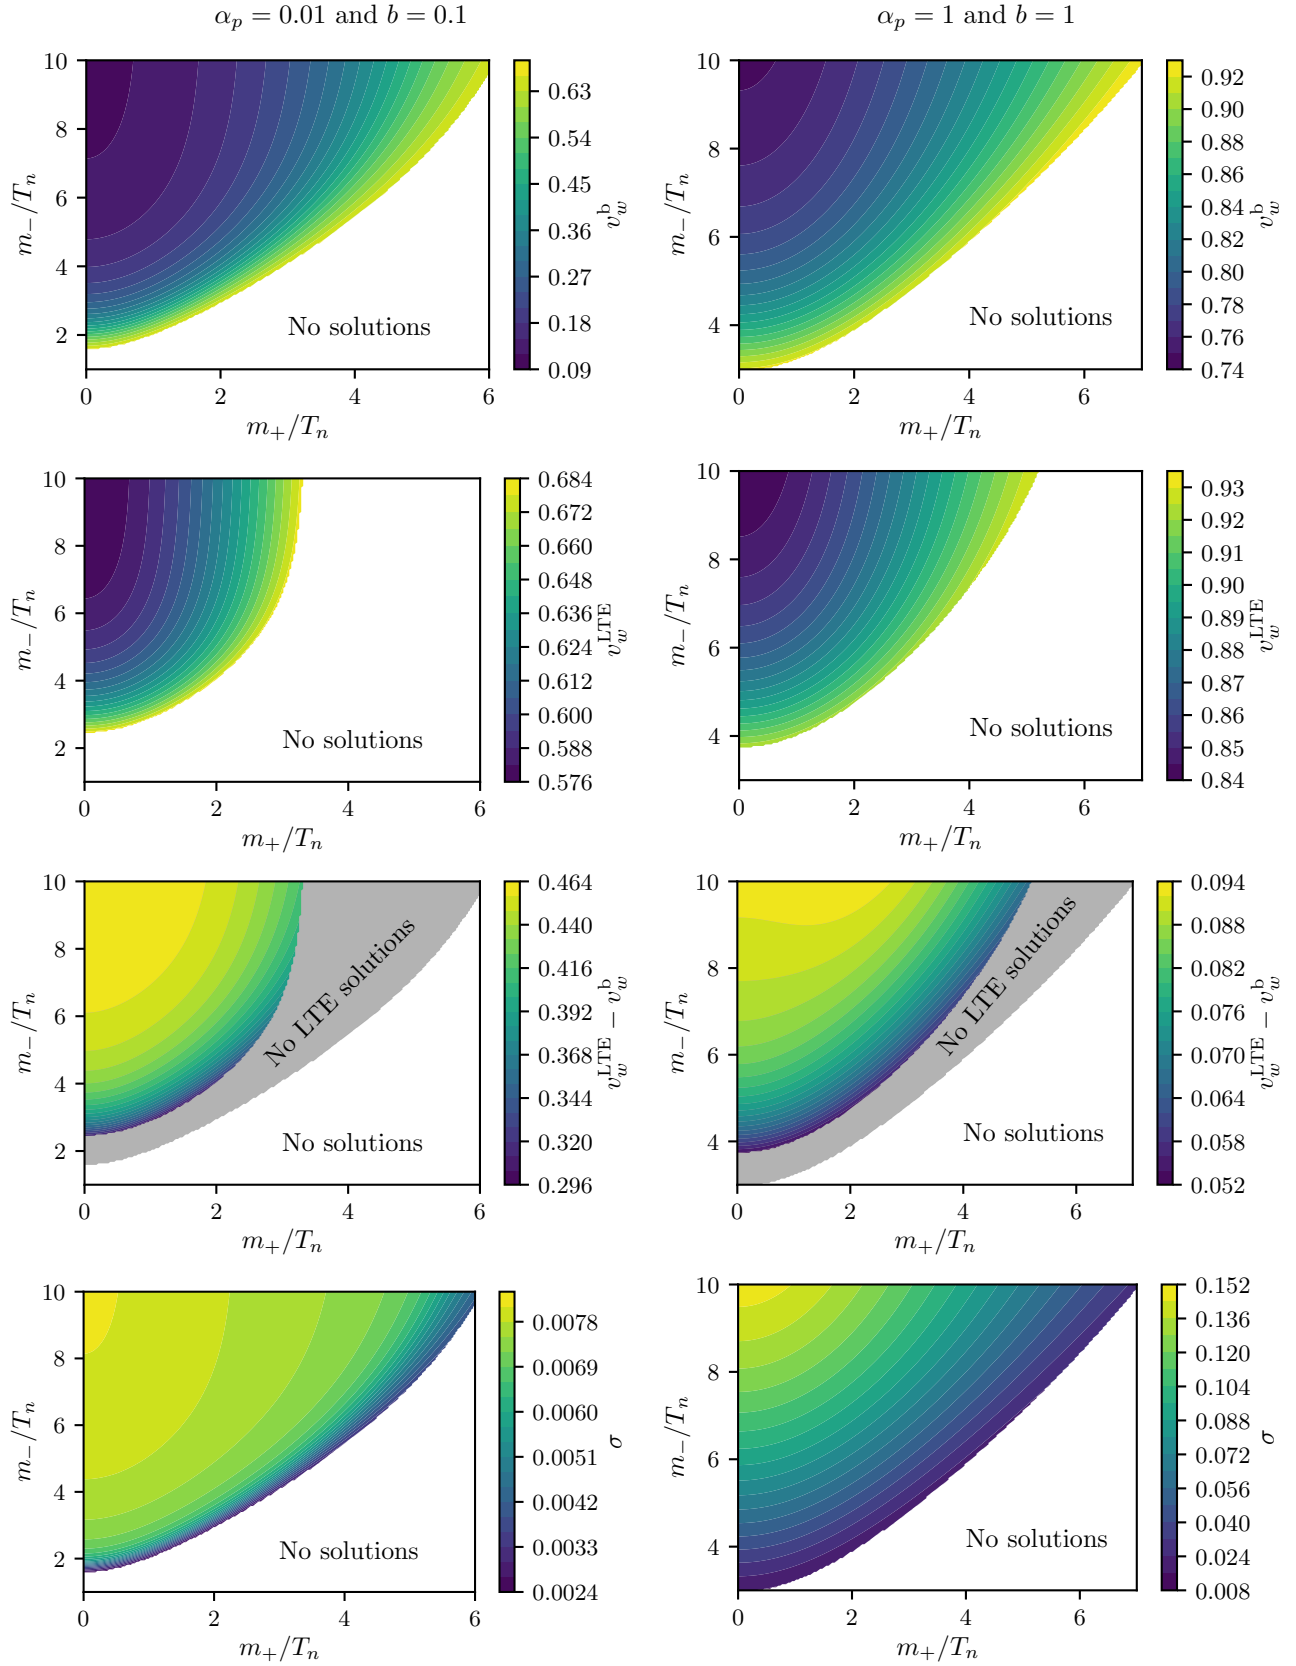 α_p = 0.01 and b = 0.1
α_p = 1 and b = 1
10
8
6
4
2
m_−/T_n
0 2 4 6
m_+/T_n
No solutions
0.63
0.54
0.45
0.36
0.27
0.18
0.09
v_w^b
10
8
6
4
m_−/T_n
0 2 4 6
m_+/T_n
No solutions
0.92
0.90
0.88
0.86
0.84
0.82
0.80
0.78
0.76
0.74
v_w^b
10
8
6
4
2
m_−/T_n
0 2 4 6
m_+/T_n
No solutions
0.684
0.672
0.660
0.648
0.636
0.624
0.612
0.600
0.588
0.576
v_w^LTE
10
8
6
4
m_−/T_n
0 2 4 6
m_+/T_n
No solutions
0.93
0.92
0.91
0.90
0.89
0.88
0.87
0.86
0.85
0.84
v_w^LTE
10
8
6
4
2
m_−/T_n
0 2 4 6
m_+/T_n
No LTE solutions
No solutions
0.464
0.440
0.416
0.392
0.368
0.344
0.320
0.296
v_w^LTE − v_w^b
10
8
6
4
m_−/T_n
0 2 4 6
m_+/T_n
No LTE solutions
No solutions
0.094
0.088
0.082
0.076
0.070
0.064
0.058
0.052
v_w^LTE − v_w^b
10
8
6
4
2
m_−/T_n
0 2 4 6
m_+/T_n
No solutions
0.0078
0.0069
0.0060
0.0051
0.0042
0.0033
0.0024
σ
10
8
6
4
m_−/T_n
0 2 4 6
m_+/T_n
No solutions
0.152
0.136
0.120
0.104
0.088
0.072
0.056
0.040
0.024
0.008
σ